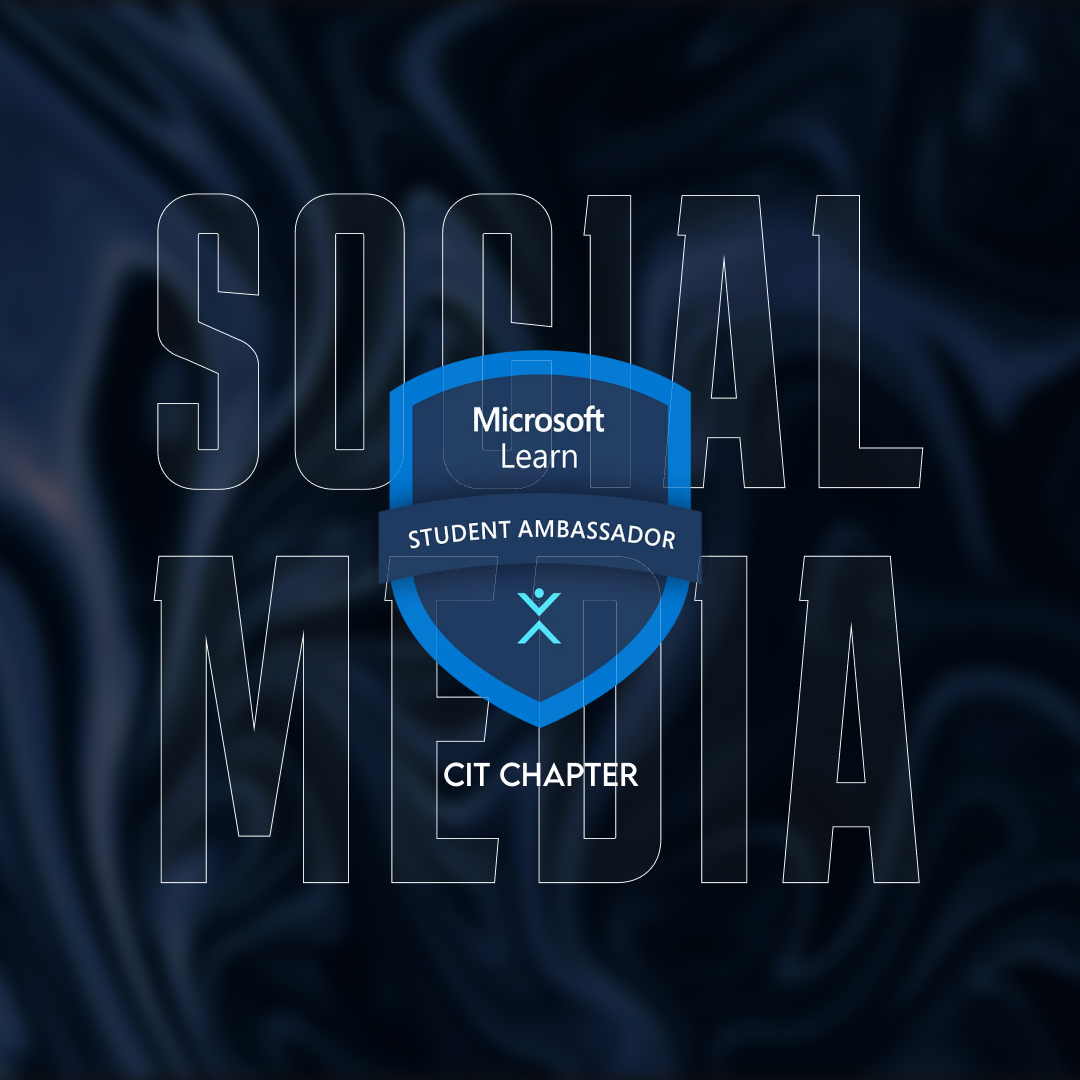 SOCIAL
Microsoft
Learn
STUDENT AMBASSADOR
MEDIA
CIT CHAPTER